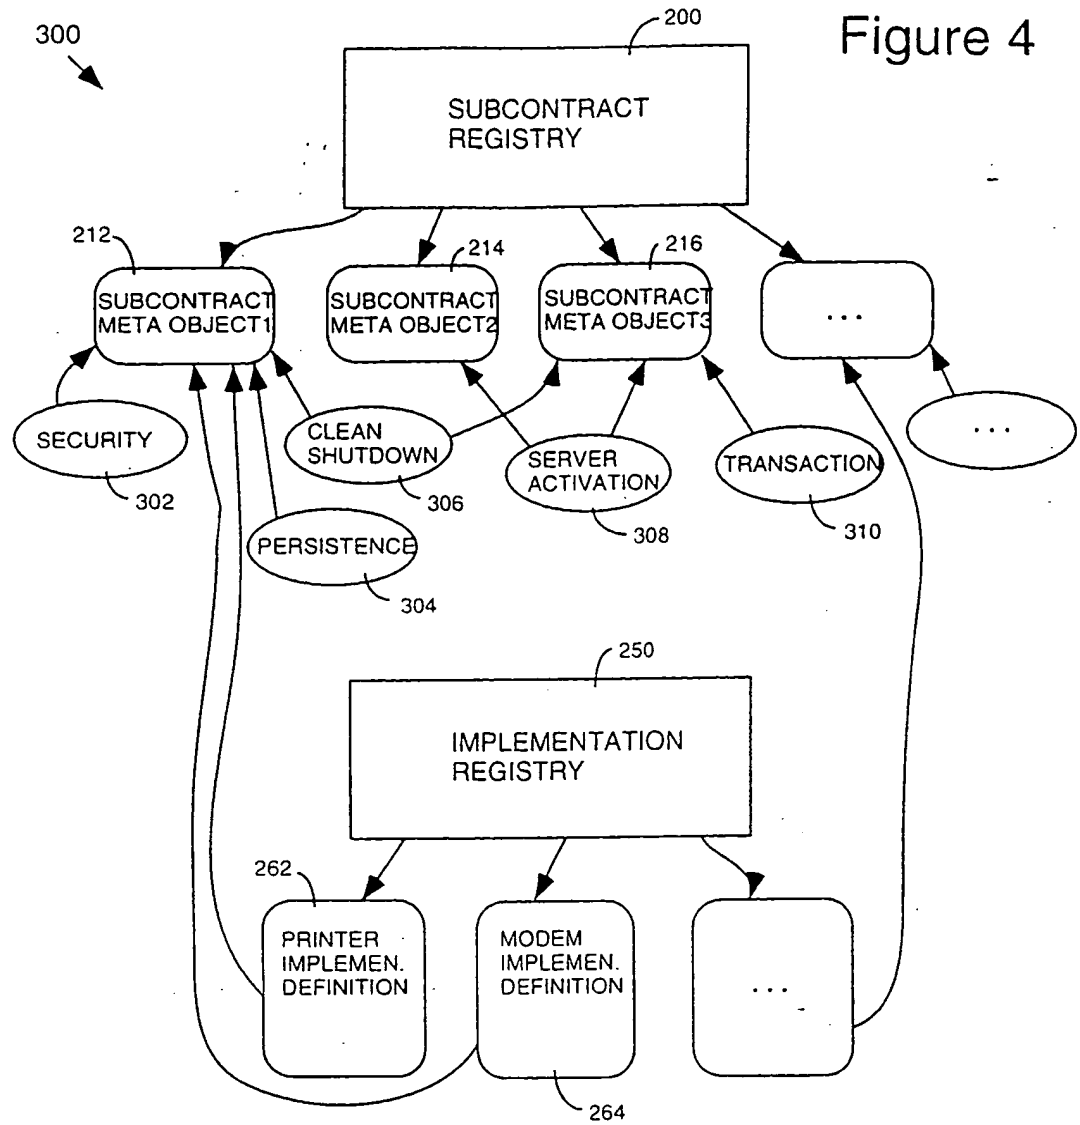 300
200
Figure 4
SUBCONTRACT
REGISTRY
212
214
216
SUBCONTRACT
META OBJECT1
SUBCONTRACT
META OBJECT2
SUBCONTRACT
META OBJECT3
...
SECURITY
302
CLEAN
SHUTDOWN
306
SERVER
ACTIVATION
308
TRANSACTION
310
...
PERSISTENCE
304
250
IMPLEMENTATION
REGISTRY
262
PRINTER
IMPLEMEN.
DEFINITION
MODEM
IMPLEMEN.
DEFINITION
264
...